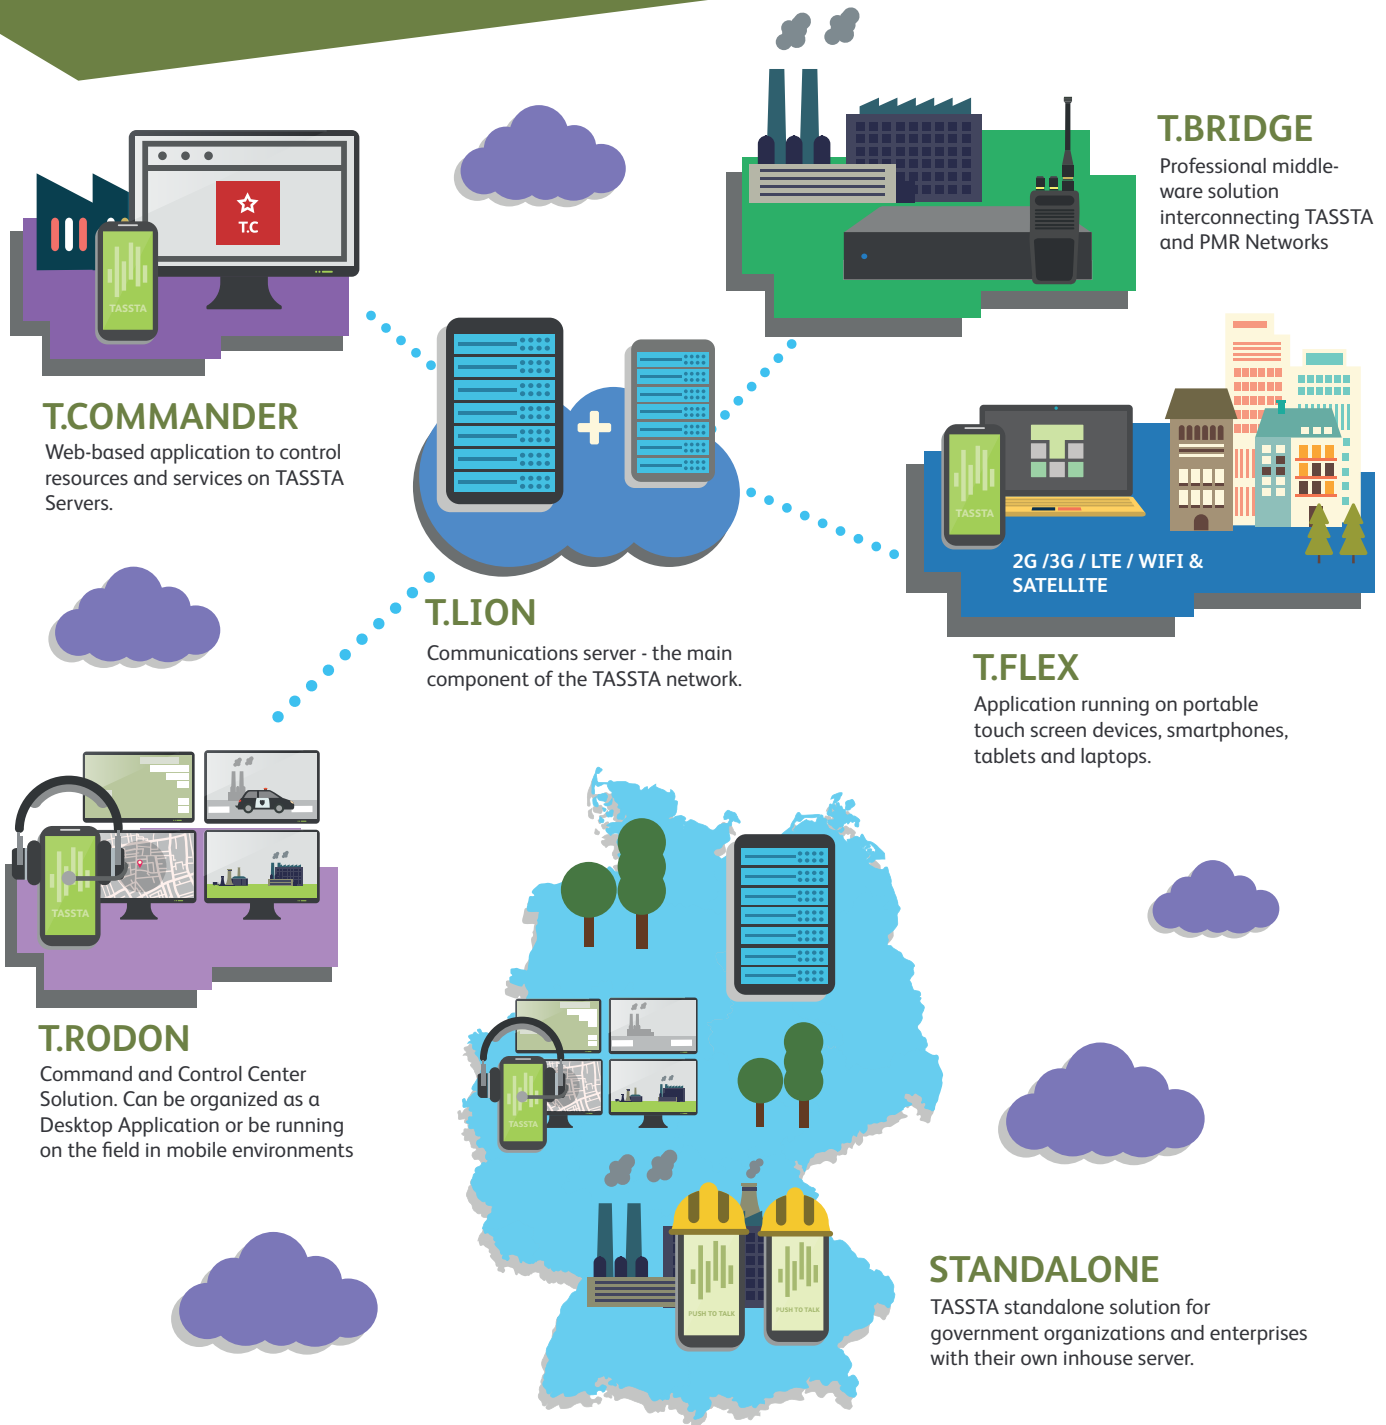 T.BRIDGE
Professional middle-
ware solution
interconnecting TASSTA
and PMR Networks
T.C
TASSTA
T.COMMANDER
Web-based application to control
resources and services on TASSTA
Servers.
TASSTA
2G /3G / LTE / WIFI &
SATELLITE
T.LION
Communications server - the main
component of the TASSTA network.
T.FLEX
Application running on portable
touch screen devices, smartphones,
tablets and laptops.
TASSTA
T.RODON
Command and Control Center
Solution. Can be organized as a
Desktop Application or be running
on the field in mobile environments
TASSTA
PUSH TO TALK
PUSH TO TALK
STANDALONE
TASSTA standalone solution for
government organizations and enterprises
with their own inhouse server.